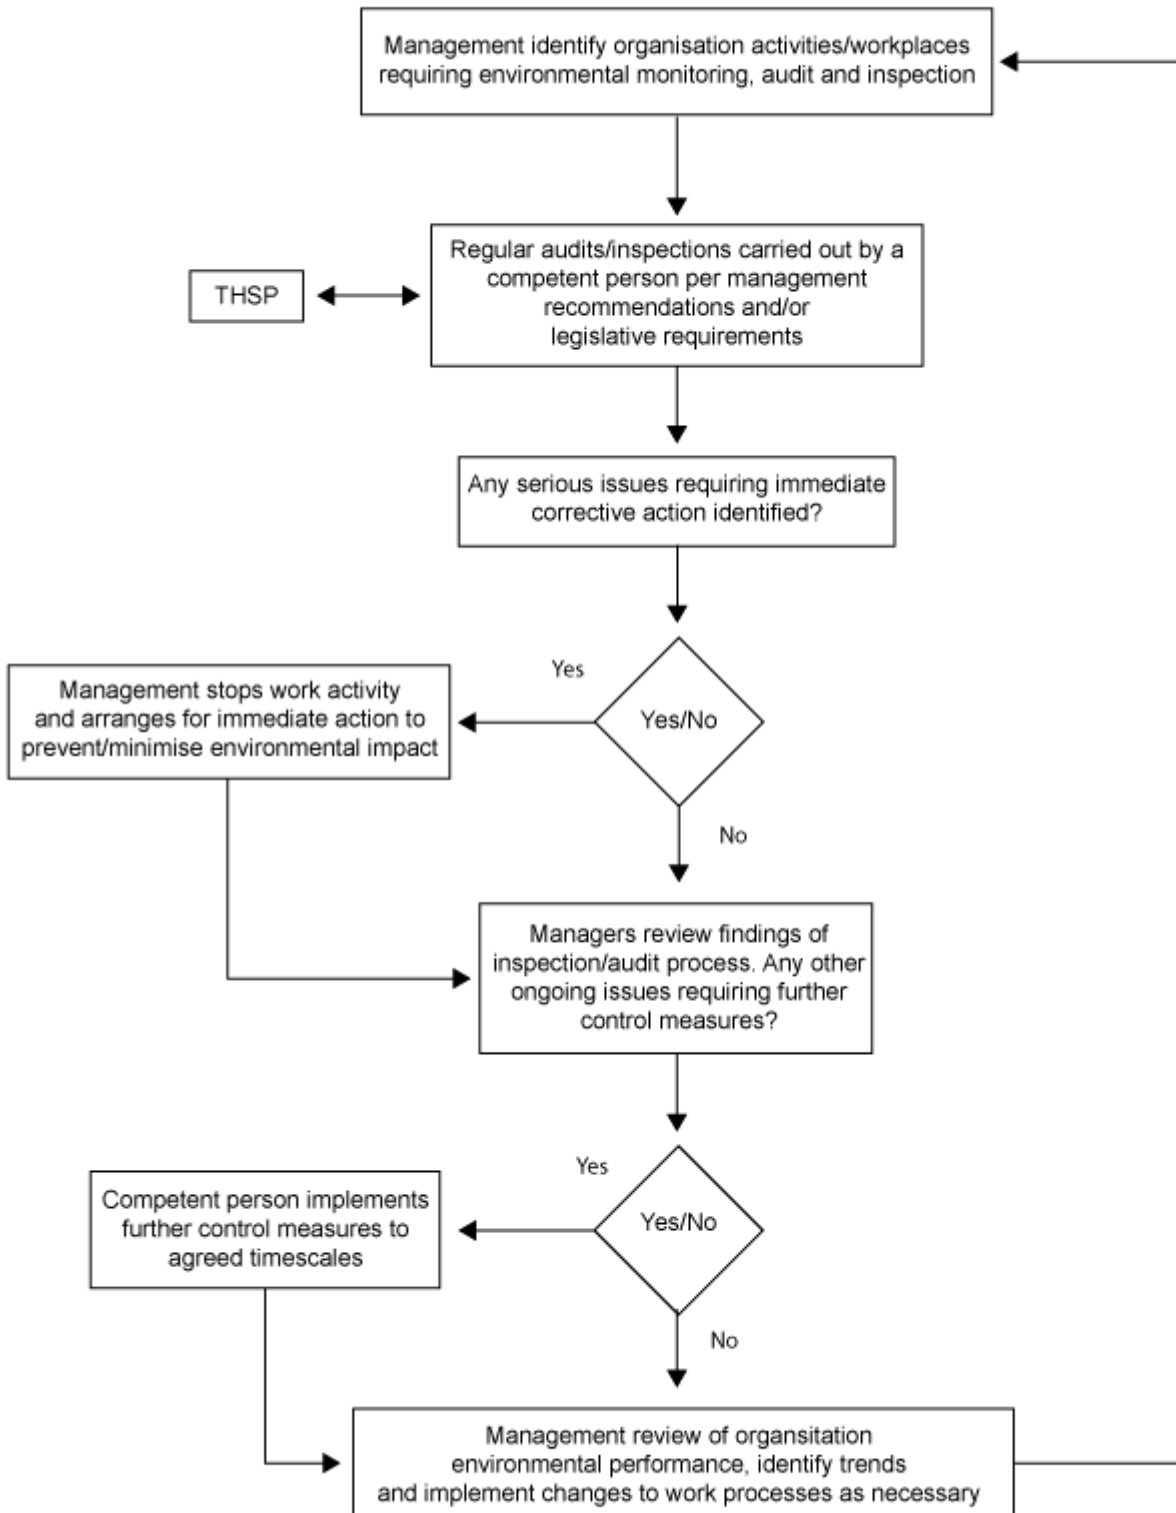 Management identify organisation activities/workplaces
requiring environmental monitoring, audit and inspection
Regular audits/inspections carried out by a
competent person per management
recommendations and/or
legislative requirements
THSP
Any serious issues requiring immediate
corrective action identified?
Yes
Management stops work activity
and arranges for immediate action to
prevent/minimise environmental impact
Yes/No
No
Managers review findings of
inspection/audit process. Any other
ongoing issues requiring further
control measures?
Yes
Competent person implements
further control measures to
agreed timescales
Yes/No
No
Management review of organsitation
environmental performance, identify trends
and implement changes to work processes as necessary